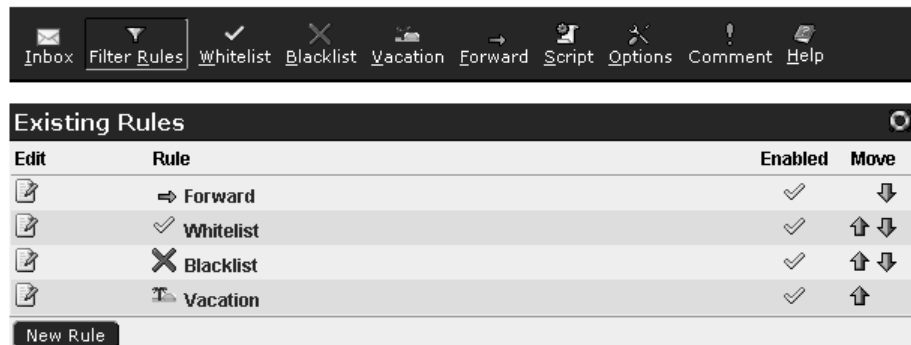 Inbox Filter Rules Whitelist Blacklist Vacation Forward Script Options Comment Help
Existing Rules
Edit Rule Enabled Move
Forward
Whitelist
Blacklist
Vacation
New Rule